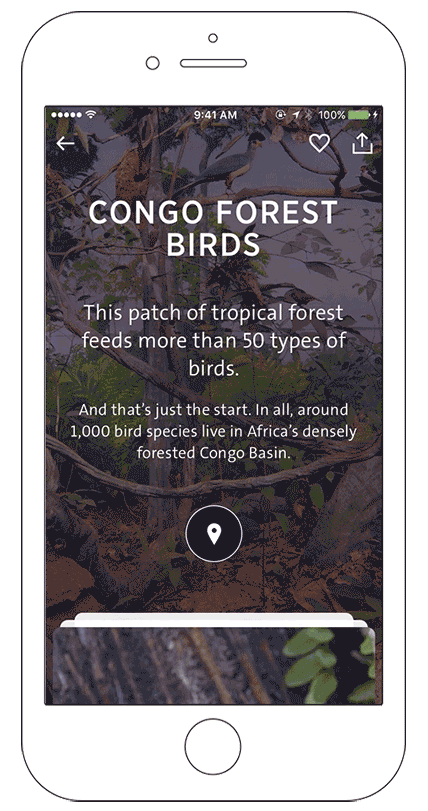 9:41 AM 100%
CONGO FOREST
BIRDS
This patch of tropical forest
feeds more than 50 types of
birds.
And that's just the start. In all, around
1,000 bird species live in Africa's densely
forested Congo Basin.